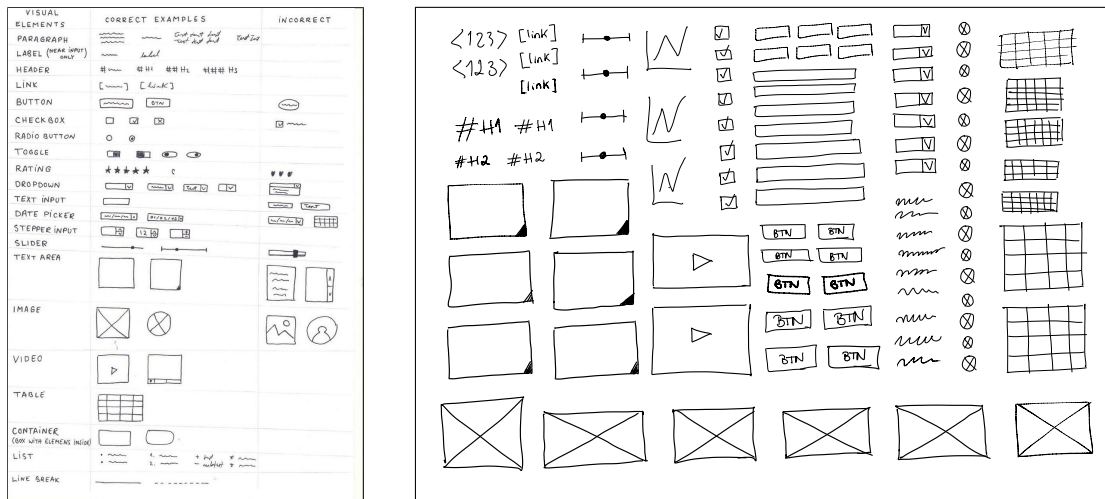 VISUAL ELEMENTS
CORRECT EXAMPLES
INCORRECT
PARAGRAPH
LABEL (NEAR INPUT ONLY)
label
HEADER
# #H1 ##H2 ###H3
LINK
[link]
BUTTON
BTN
CHECKBOX
RADIO BUTTON
TOGGLE
RATING
DROPDOWN
Text
TEXT INPUT
Text
DATE PICKER
STEPPER INPUT
12
SLIDER
TEXT AREA
IMAGE
VIDEO
TABLE
CONTAINER
(BOX WITH ELEMENS INSIDE)
LIST
LINE BREAK
<123> [link]
<123> [link]
[link]
#H1 #H1
#H2 #H2
BTN BTN
BTN BTN
BTN BTN
BTN BTN
BTN BTN